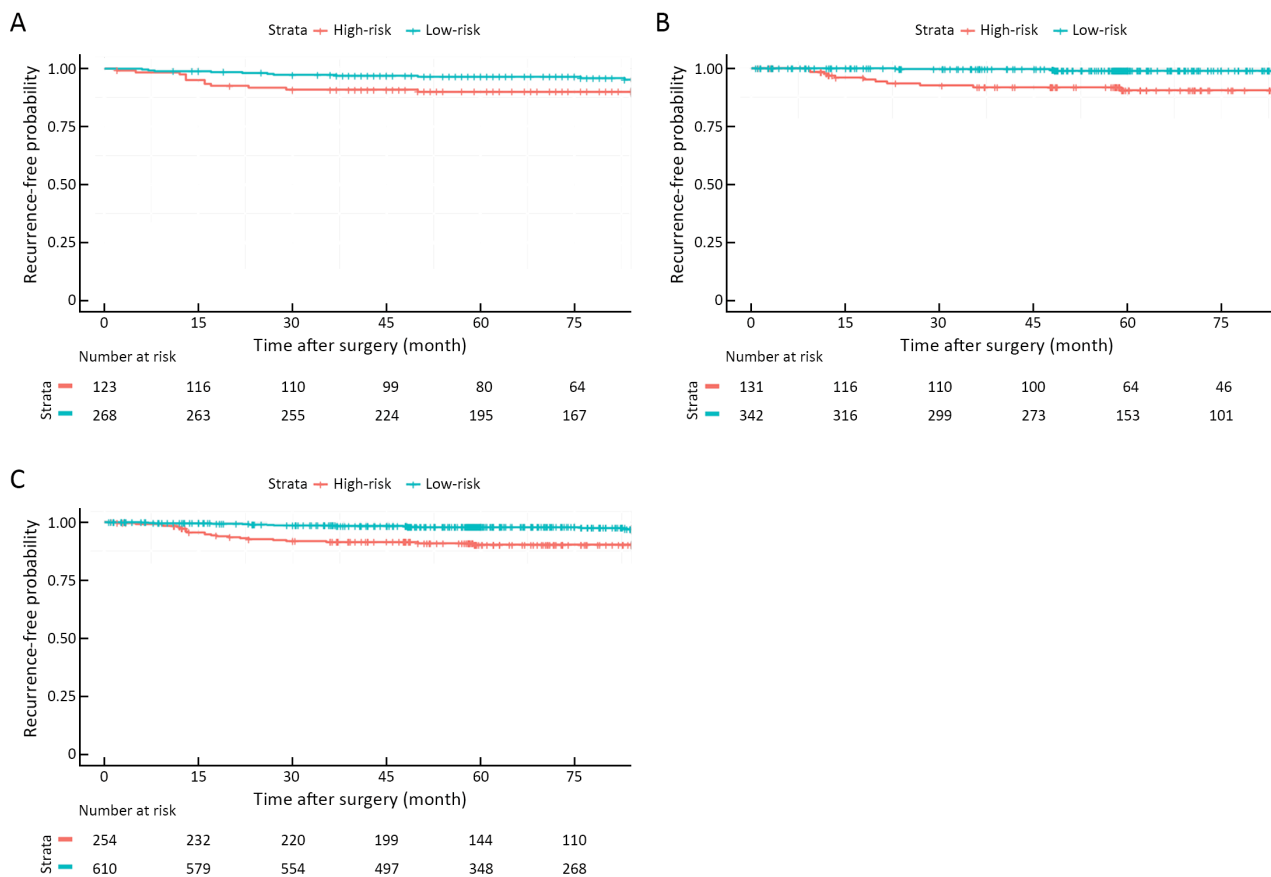 A
Strata High-risk Low-risk
Recurrence-free probability
1.00
0.75
0.50
0.25
0
0 15 30 45 60 75
Time after surgery (month)
Number at risk
Strata
123 116 110 99 80 64
268 263 255 224 195 167
B
Strata High-risk Low-risk
Recurrence-free probability
1.00
0.75
0.50
0.25
0
0 15 30 45 60 75
Time after surgery (month)
Number at risk
Strata
131 116 110 100 64 46
342 316 299 273 153 101
C
Strata High-risk Low-risk
Recurrence-free probability
1.00
0.75
0.50
0.25
0
0 15 30 45 60 75
Time after surgery (month)
Number at risk
Strata
254 232 220 199 144 110
610 579 554 497 348 268